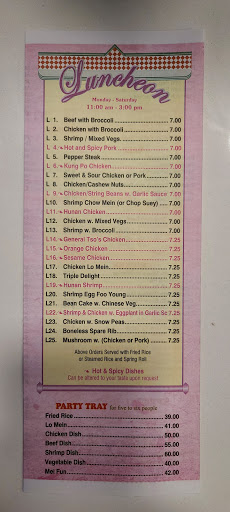 Luncheon
Monday - Saturday
11:00 am - 3:00 pm
L 1. Beef with Broccoli 7.00
L 2. Chicken with Broccoli 7.00
L 3. Shrimp / Mixed Vegs. 7.00
L 4. Hot and Spicy Pork 7.00
L 5. Pepper Steak 7.00
L 6. Kung Po Chicken 7.00
L 7. Sweet & Sour Chicken or Pork 7.00
L 8. Chicken/Cashew Nuts 7.00
L 9. Chicken/String Beans w. Garlic Sauce 7.00
L10. Shrimp Chow Mein (or Chop Suey) 7.00
L11. Hunan Chicken 7.00
L12. Chicken w. Mixed Vegs 7.00
L13. Shrimp w. Broccoli 7.00
L14. General Tso's Chicken 7.25
L15. Orange Chicken 7.25
L16. Sesame Chicken 7.25
L17. Chicken Lo Mein 7.25
L18. Triple Delight 7.25
L19. Hunan Shrimp 7.25
L20. Shrimp Egg Foo Young 7.25
L21. Bean Cake w. Chinese Veg. 7.25
L22. Shrimp & Chicken w. Eggplant in Garlic Sc 7.25
L23. Chicken w. Snow Peas 7.25
L24. Boneless Spare Rib 7.25
L25. Mushroom w. (Chicken or Pork) 7.25
Above Orders Served with Fried Rice
or Steamed Rice and Spring Roll
Hot & Spicy Dishes
Can be altered to your taste upon request
PARTY TRAY for five to six people
Fried Rice 39.00
Lo Mein 41.00
Chicken Dish 50.00
Beef Dish 55.00
Shrimp Dish 60.00
Vegetable Dish 40.00
Mei Fun 42.00